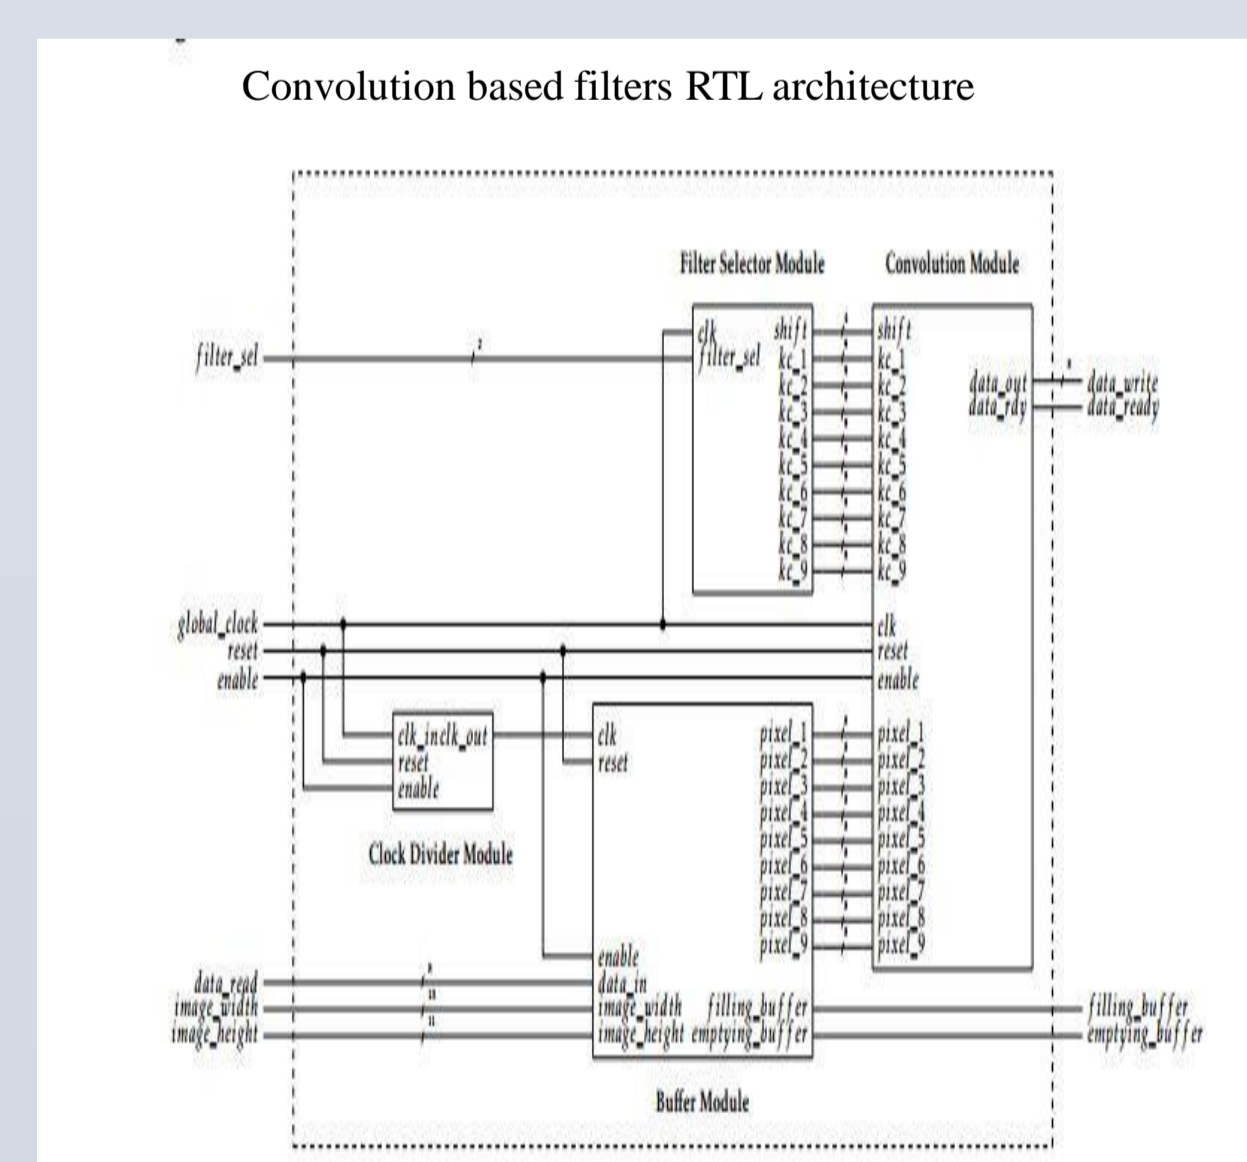 Convolution based filters RTL architecture
Filter Selector Module
Convolution Module
filter_sel
2
clk
filter_sel
shift
kc_1
kc_2
kc_3
kc_4
kc_5
kc_6
kc_7
kc_8
kc_9
shift
kc_1
kc_2
kc_3
kc_4
kc_5
kc_6
kc_7
kc_8
kc_9
data_out
data_rdy
data_write
data_ready
global_clock
reset
enable
clk
reset
enable
clk_in clk_out
reset
enable
Clock Divider Module
clk
reset
pixel_1
pixel_2
pixel_3
pixel_4
pixel_5
pixel_6
pixel_7
pixel_8
pixel_9
pixel_1
pixel_2
pixel_3
pixel_4
pixel_5
pixel_6
pixel_7
pixel_8
pixel_9
data_read
image_width
image_height
11
11
enable
data_in
image_width filling_buffer
image_height emptying_buffer
filling_buffer
emptying_buffer
Buffer Module